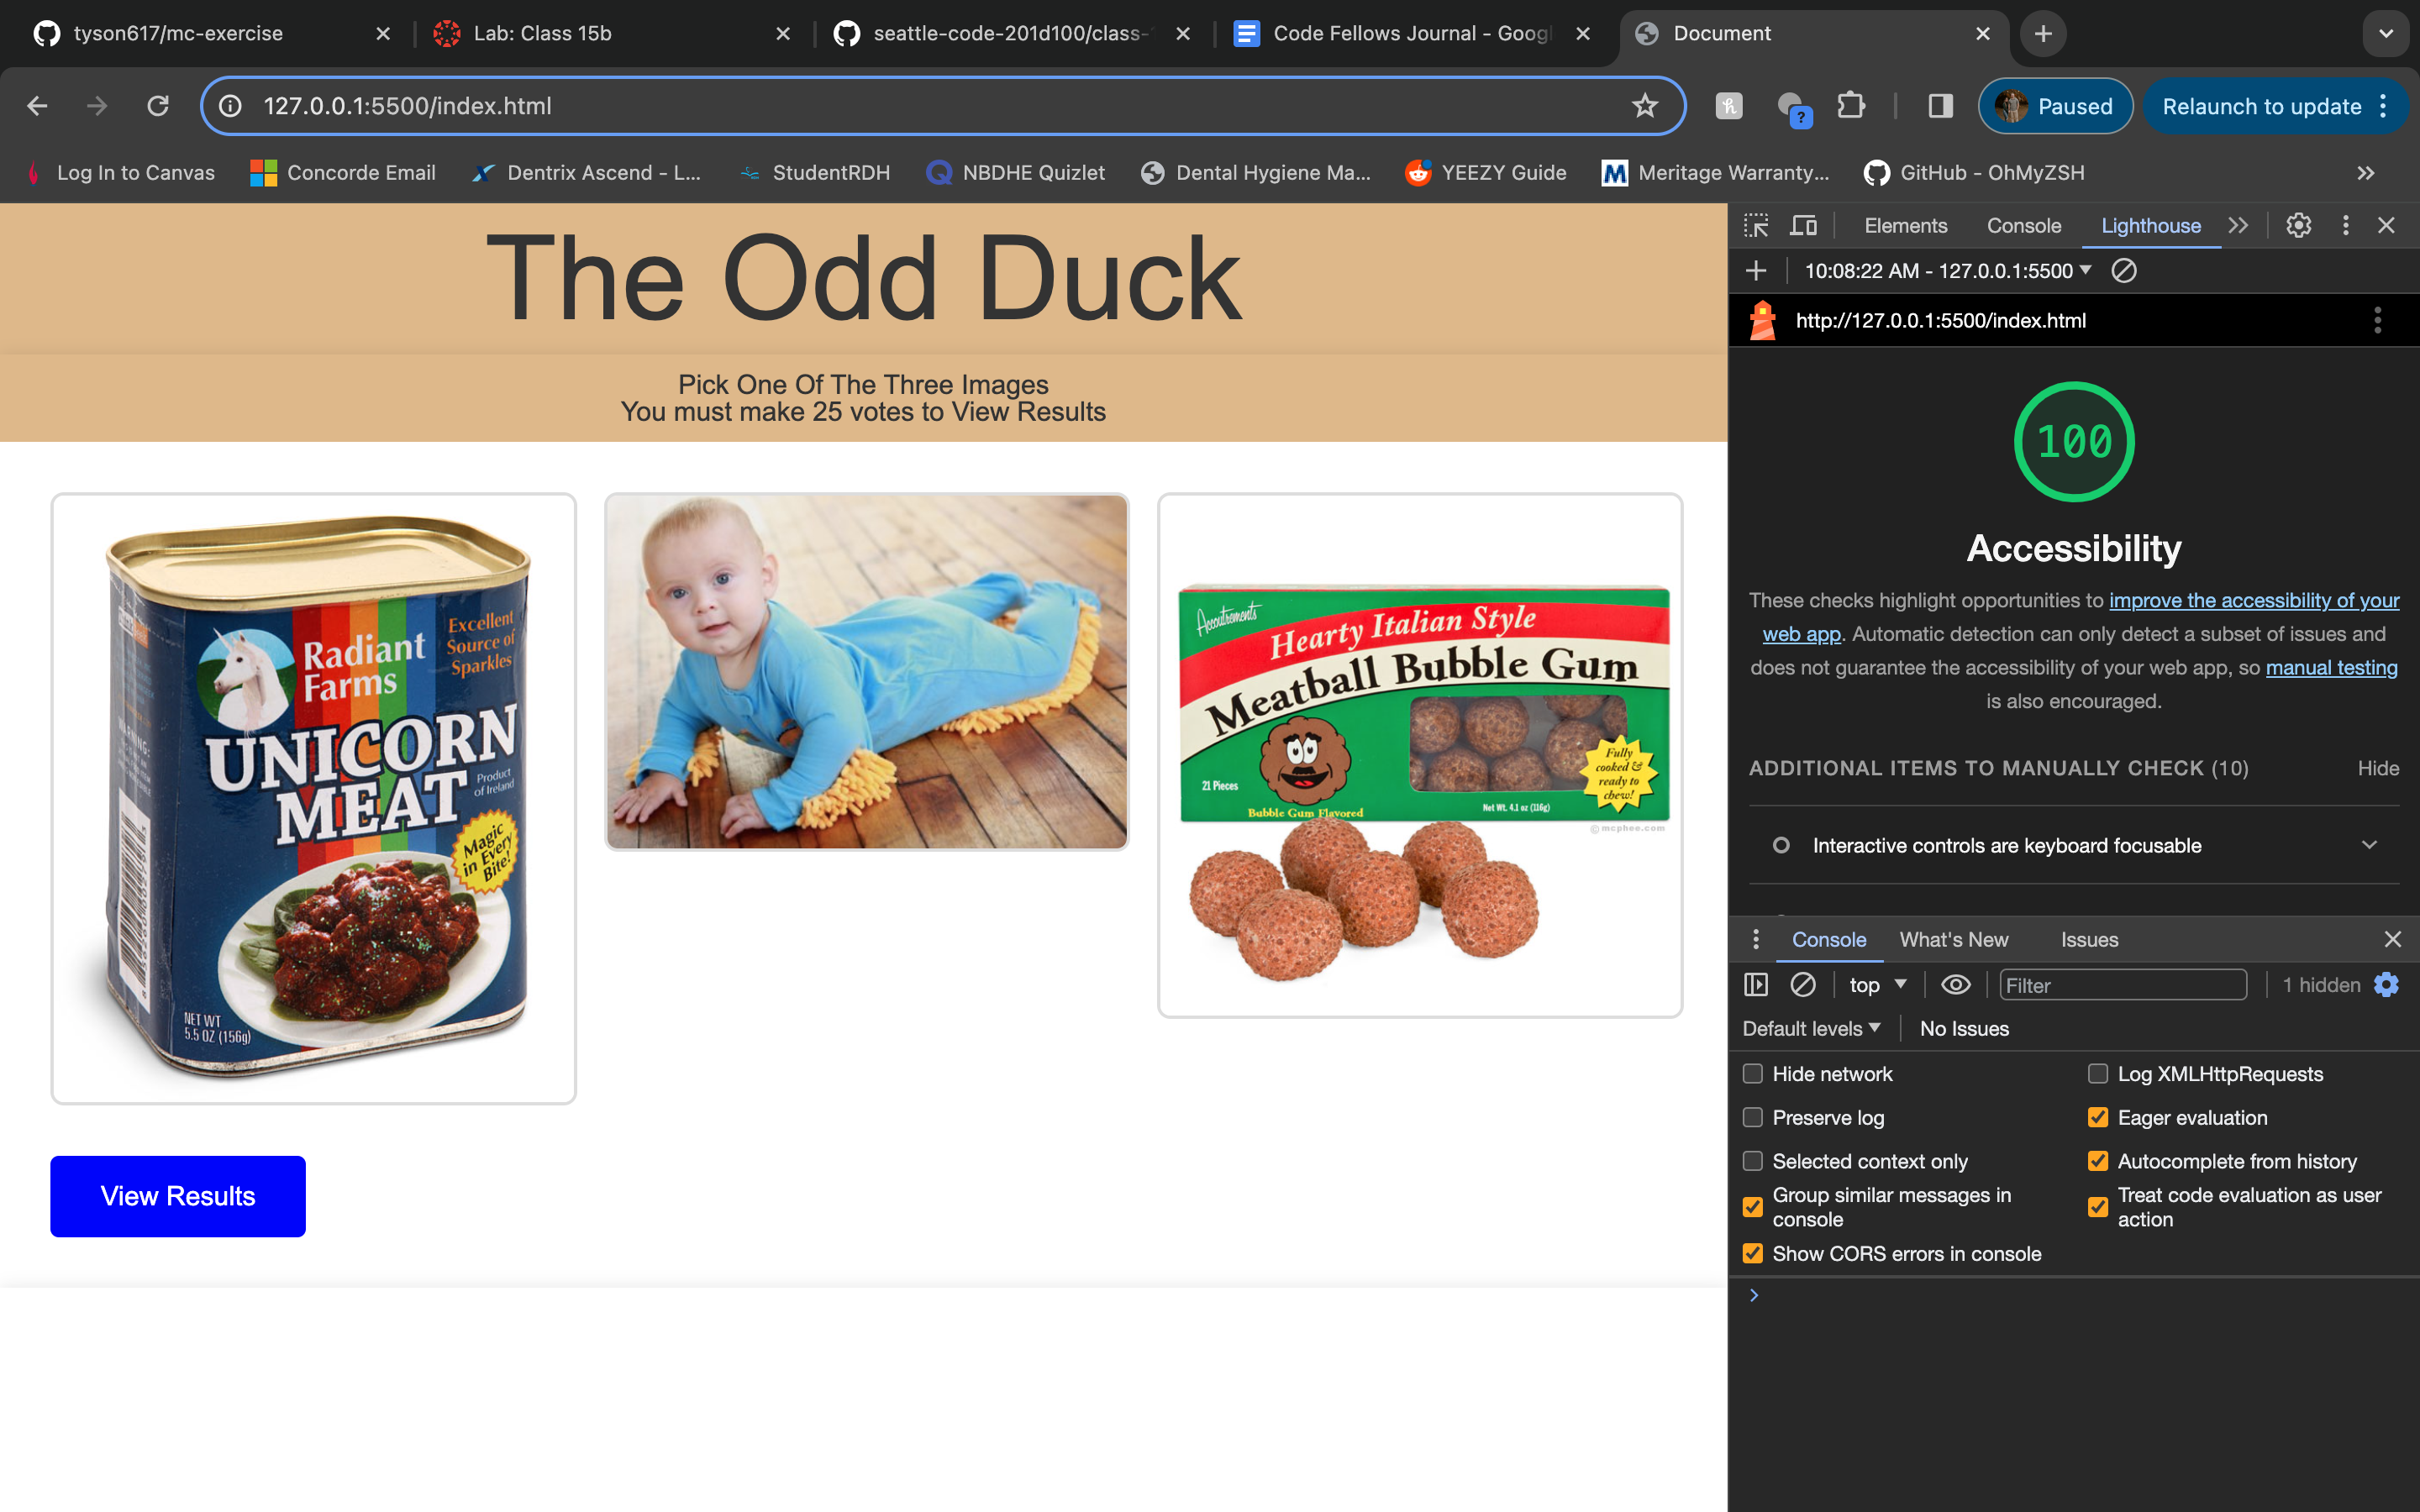 tyson617/mc-exercise
Lab: Class 15b
seattle-code-201d100/class-
Code Fellows Journal - Googl
Document
127.0.0.1:5500/index.html
Paused
Relaunch to update
Log In to Canvas
Concorde Email
Dentrix Ascend - L...
StudentRDH
NBDHE Quizlet
Dental Hygiene Ma...
YEEZY Guide
Meritage Warranty...
GitHub - OhMyZSH
The Odd Duck
Pick One Of The Three Images
You must make 25 votes to View Results
Radiant
Farms
Excellent
Source of
Sparkles
UNICORN
MEAT
Product
of Ireland
Magic
in Every
Bite!
NET WT
5.5 OZ (156g)
Accoutrements
Hearty Italian Style
Meatball Bubble Gum
21 Pieces
Bubble Gum Flavored
Net Wt. 4.1 oz (116g)
Fully
cooked &
ready to
chew!
© mcphee.com
View Results
Elements
Console
Lighthouse
10:08:22 AM - 127.0.0.1:5500
http://127.0.0.1:5500/index.html
100
Accessibility
These checks highlight opportunities to improve the accessibility of your
web app. Automatic detection can only detect a subset of issues and
does not guarantee the accessibility of your web app, so manual testing
is also encouraged.
ADDITIONAL ITEMS TO MANUALLY CHECK (10)
Hide
Interactive controls are keyboard focusable
Console
What's New
Issues
top
Filter
1 hidden
Default levels
No Issues
Hide network
Log XMLHttpRequests
Preserve log
Eager evaluation
Selected context only
Autocomplete from history
Group similar messages in
console
Treat code evaluation as user
action
Show CORS errors in console